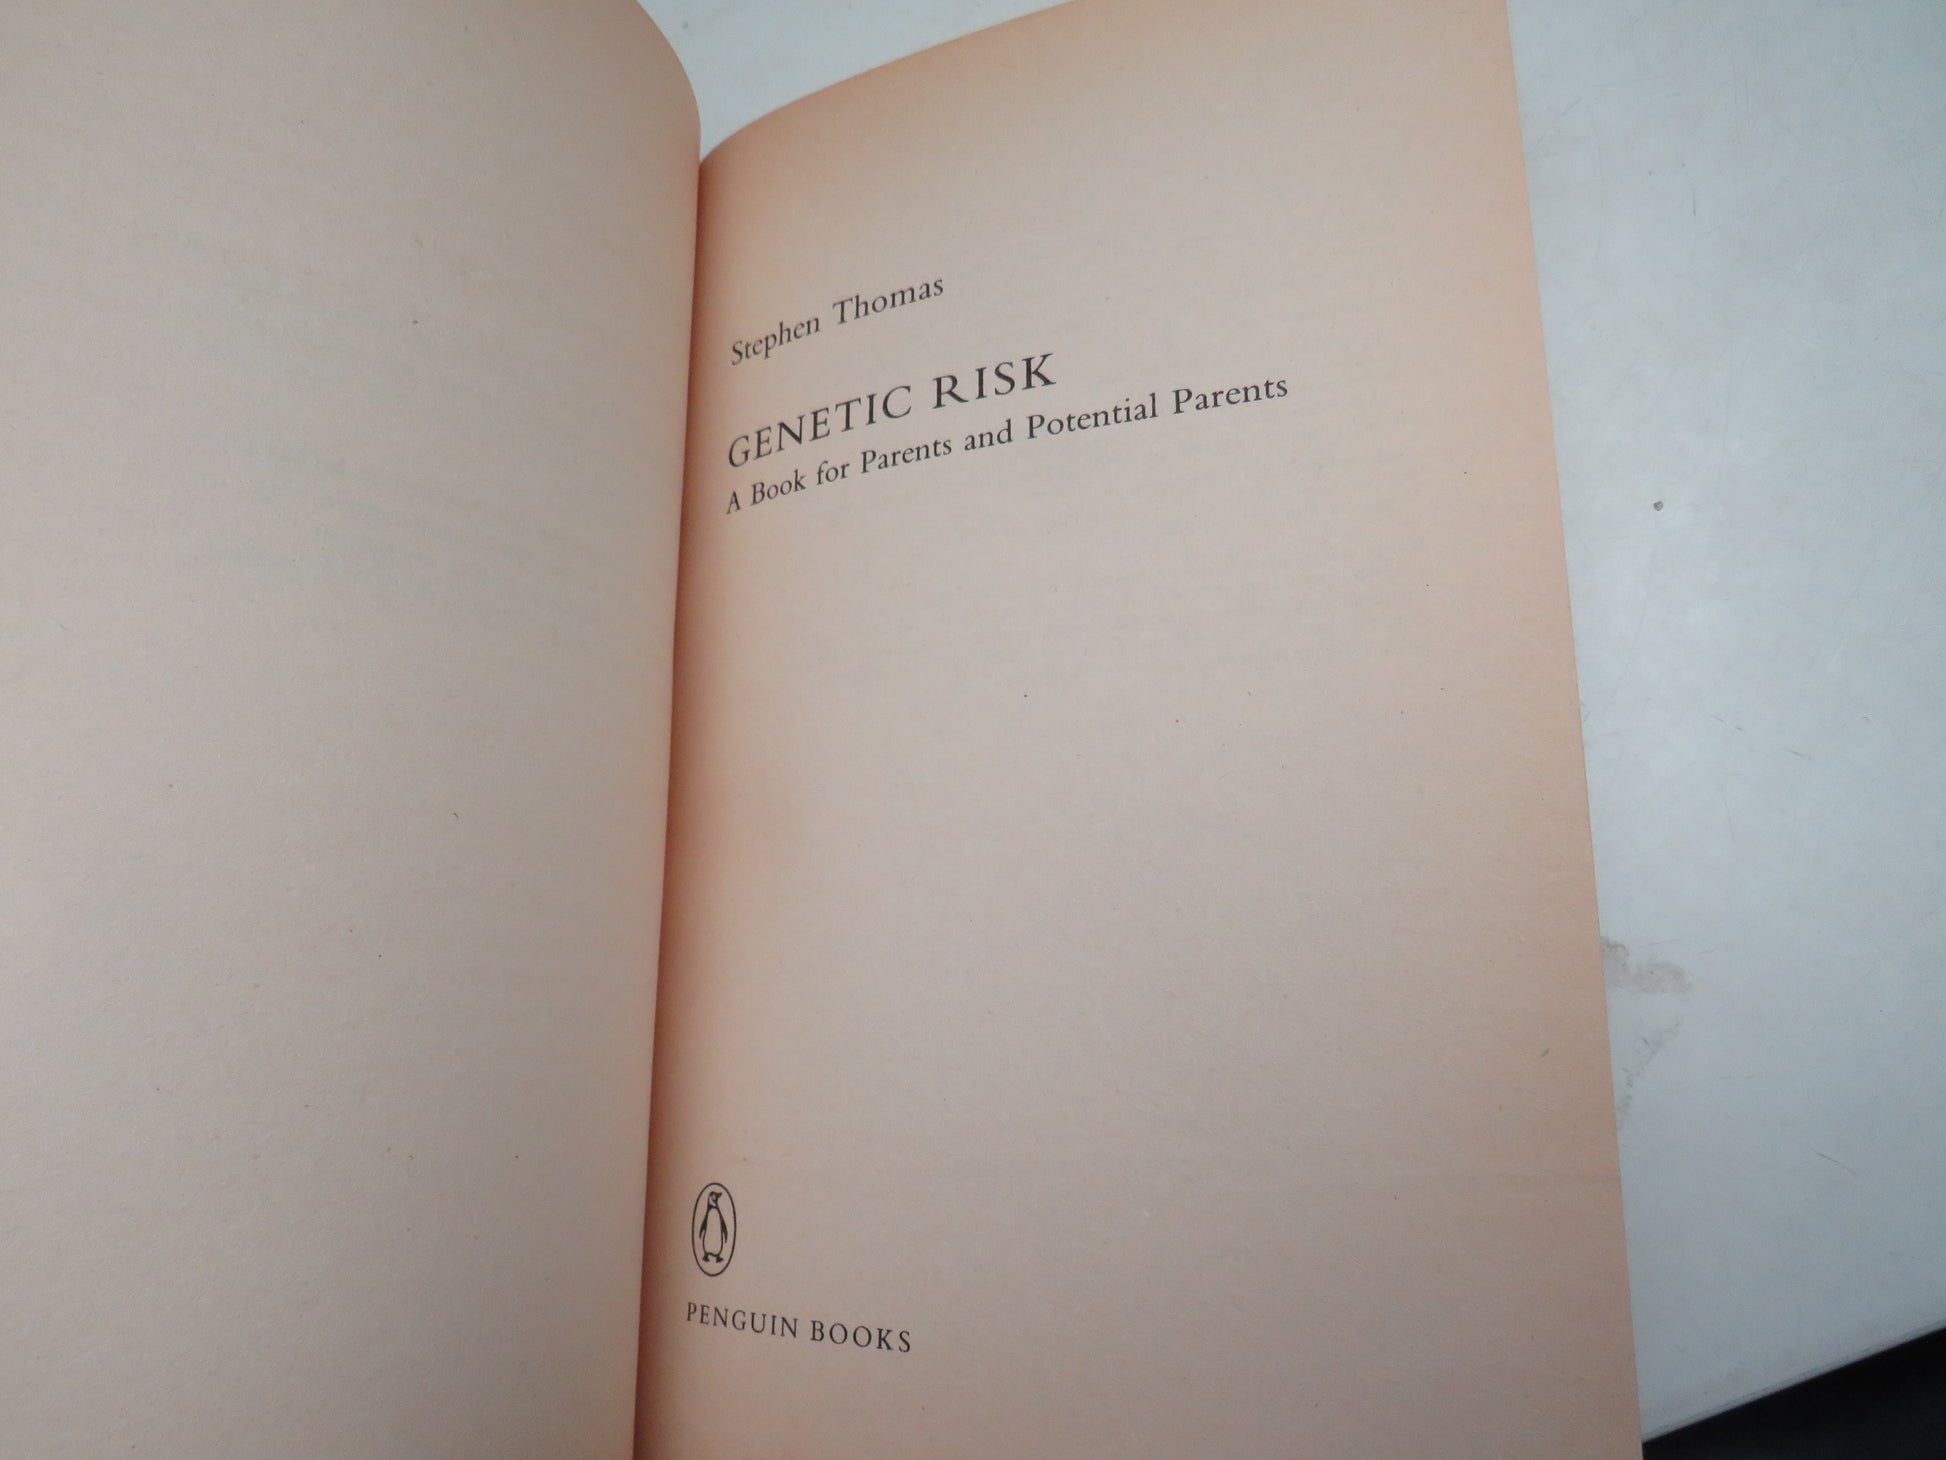 Stephen Thomas
GENETIC RISK
A Book for Parents and Potential Parents
PENGUIN BOOKS